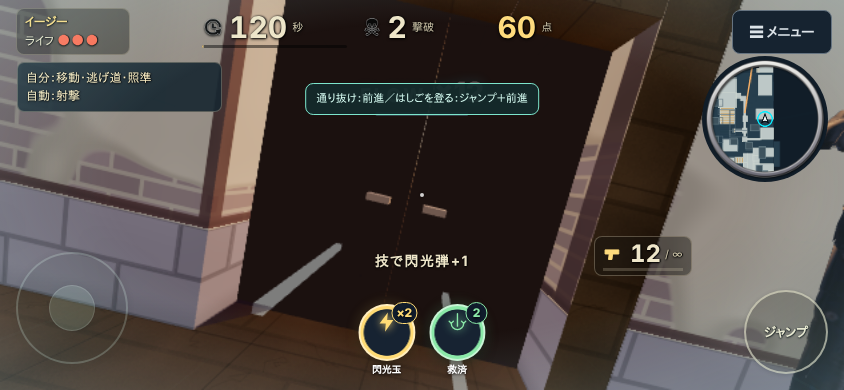 イージー
ライフ
120 秒
2 撃破
60 点
メニュー
自分:移動・逃げ道・照準
自動:射撃
通り抜け:前進／はしごを登る:ジャンプ+前進
12 / ∞
技で閃光弾+1
×2
2
閃光玉
救済
ジャンプ